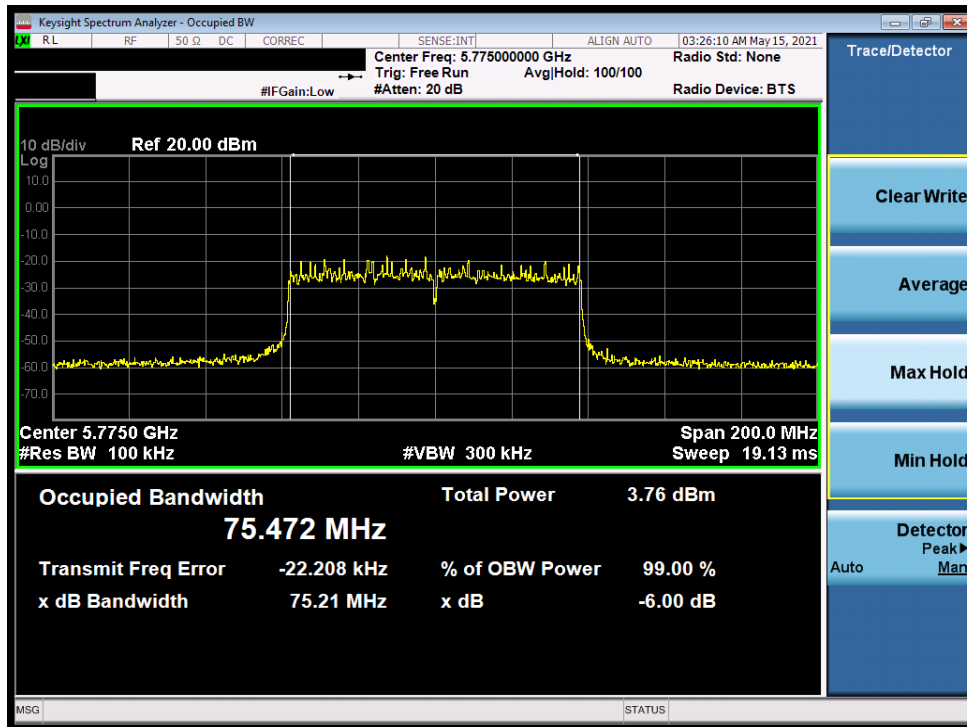 Keysight Spectrum Analyzer - Occupied BW
LXI RL RF 50 Ω DC CORREC SENSE:INT ALIGN AUTO 03:26:10 AM May 15, 2021
Center Freq: 5.775000000 GHz Radio Std: None
Trig: Free Run Avg|Hold: 100/100
#IFGain:Low #Atten: 20 dB Radio Device: BTS
10 dB/div Ref 20.00 dBm
Log
10.0
0.00
-10.0
-20.0
-30.0
-40.0
-50.0
-60.0
-70.0
Center 5.7750 GHz Span 200.0 MHz
#Res BW 100 kHz #VBW 300 kHz Sweep 19.13 ms
Occupied Bandwidth Total Power 3.76 dBm
75.472 MHz
Transmit Freq Error -22.208 kHz % of OBW Power 99.00 %
x dB Bandwidth 75.21 MHz x dB -6.00 dB
MSG STATUS
Trace/Detector
Clear Write
Average
Max Hold
Min Hold
Detector
Peak▶
Auto Man